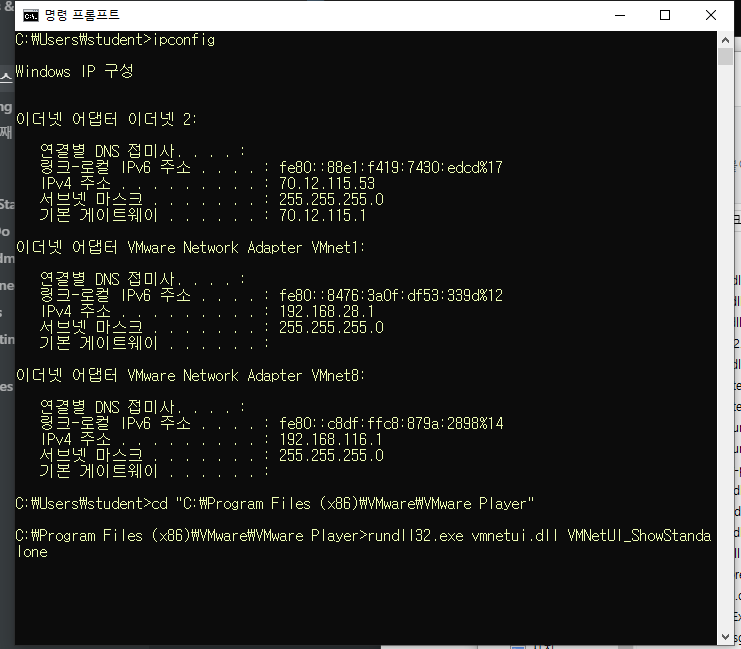 명령 프롬프트
C:\Users\student>ipconfig
Windows IP 구성
이더넷 어댑터 이더넷 2:
연결별 DNS 접미사. . . . :
링크-로컬 IPv6 주소 . . . . : fe80::88e1:f419:7430:edcd%17
IPv4 주소 . . . . . . . . . : 70.12.115.53
서브넷 마스크 . . . . . . . : 255.255.255.0
기본 게이트웨이 . . . . . . : 70.12.115.1
이더넷 어댑터 VMware Network Adapter VMnet1:
연결별 DNS 접미사. . . . :
링크-로컬 IPv6 주소 . . . . : fe80::8476:3a0f:df53:339d%12
IPv4 주소 . . . . . . . . . : 192.168.28.1
서브넷 마스크 . . . . . . . : 255.255.255.0
기본 게이트웨이 . . . . . . :
이더넷 어댑터 VMware Network Adapter VMnet8:
연결별 DNS 접미사. . . . :
링크-로컬 IPv6 주소 . . . . : fe80::c8df:ffc8:879a:2898%14
IPv4 주소 . . . . . . . . . : 192.168.116.1
서브넷 마스크 . . . . . . . : 255.255.255.0
기본 게이트웨이 . . . . . . :
C:\Users\student>cd "C:\Program Files (x86)\VMware\VMware Player"
C:\Program Files (x86)\VMware\VMware Player>rundll32.exe vmnetui.dll VMNetUI_ShowStanda
lone